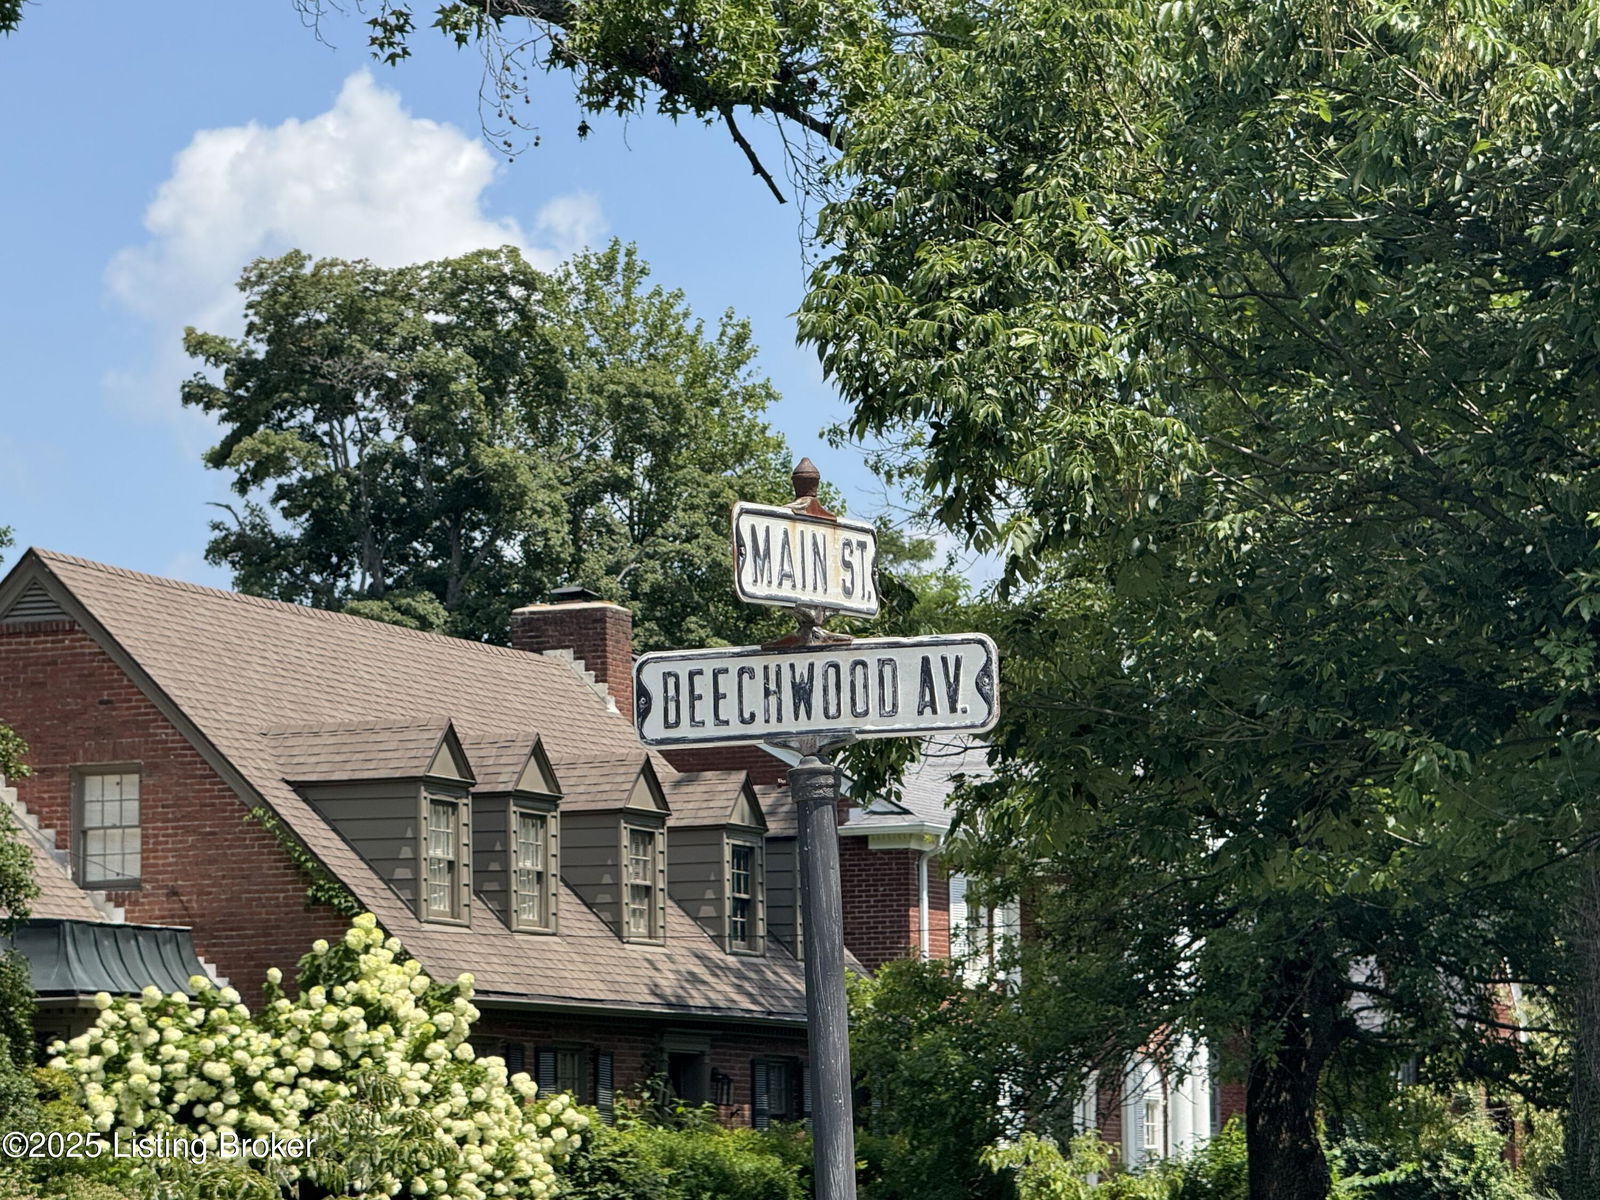 MAIN ST.
BEECHWOOD AV.
©2025 Listing Broker